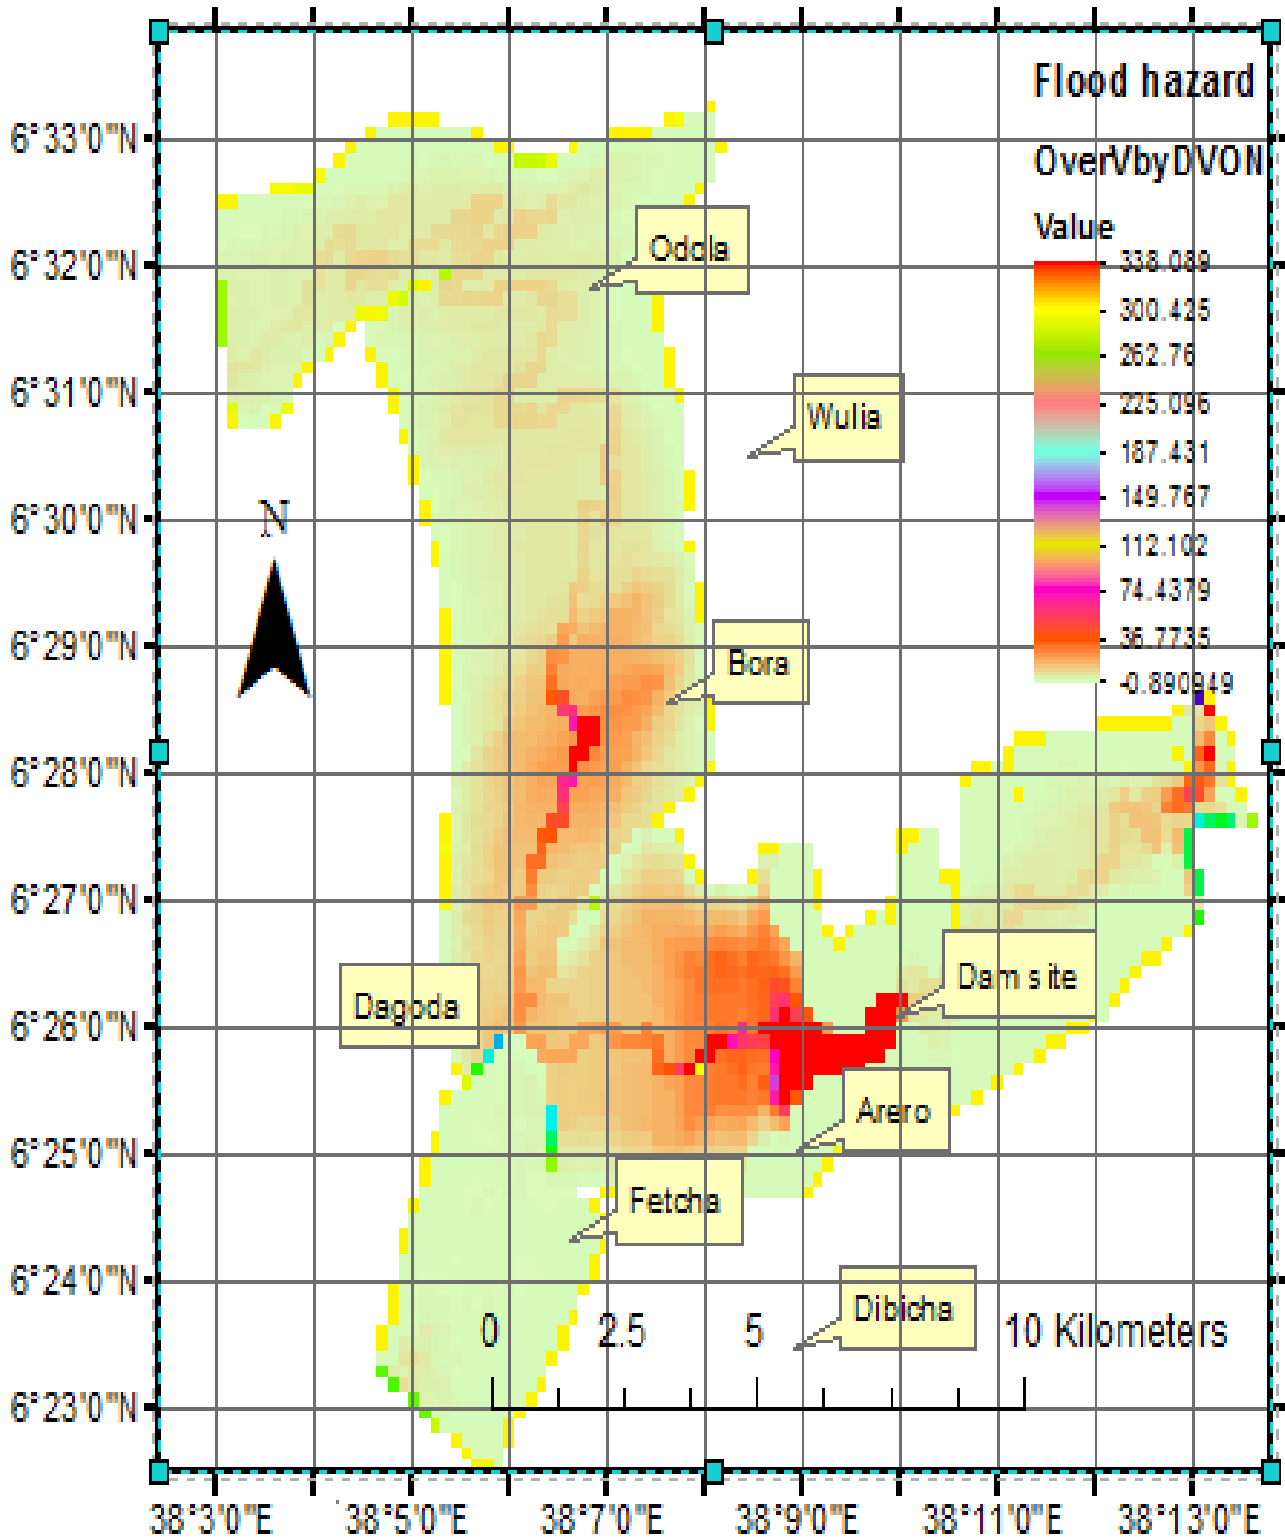 Flood hazard
OverVbyDVON
Value
338.089
300.425
262.76
225.096
187.431
149.767
112.102
74.4379
36.7735
-0.890949
6°33'0"N
6°32'0"N
6°31'0"N
6°30'0"N
6°29'0"N
6°28'0"N
6°27'0"N
6°26'0"N
6°25'0"N
6°24'0"N
6°23'0"N
N
Odola
Wulia
Bora
Dagoda
Dam site
Arero
Fetcha
Dibicha
0 2.5 5 10 Kilometers
38°3'0"E 38°5'0"E 38°7'0"E 38°9'0"E 38°11'0"E 38°13'0"E